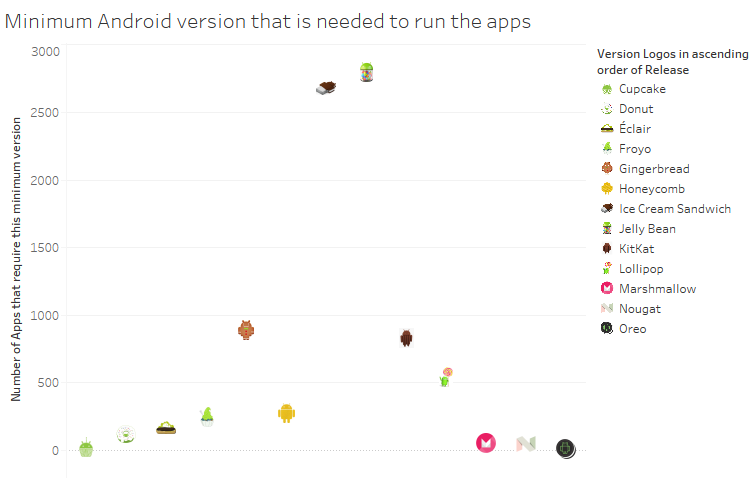 Minimum Android version that is needed to run the apps
Version Logos in ascending
order of Release
Cupcake
Donut
Éclair
Froyo
Gingerbread
Honeycomb
Ice Cream Sandwich
Jelly Bean
KitKat
Lollipop
Marshmallow
Nougat
Oreo
Number of Apps that require this minimum version
3000
2500
2000
1500
1000
500
0